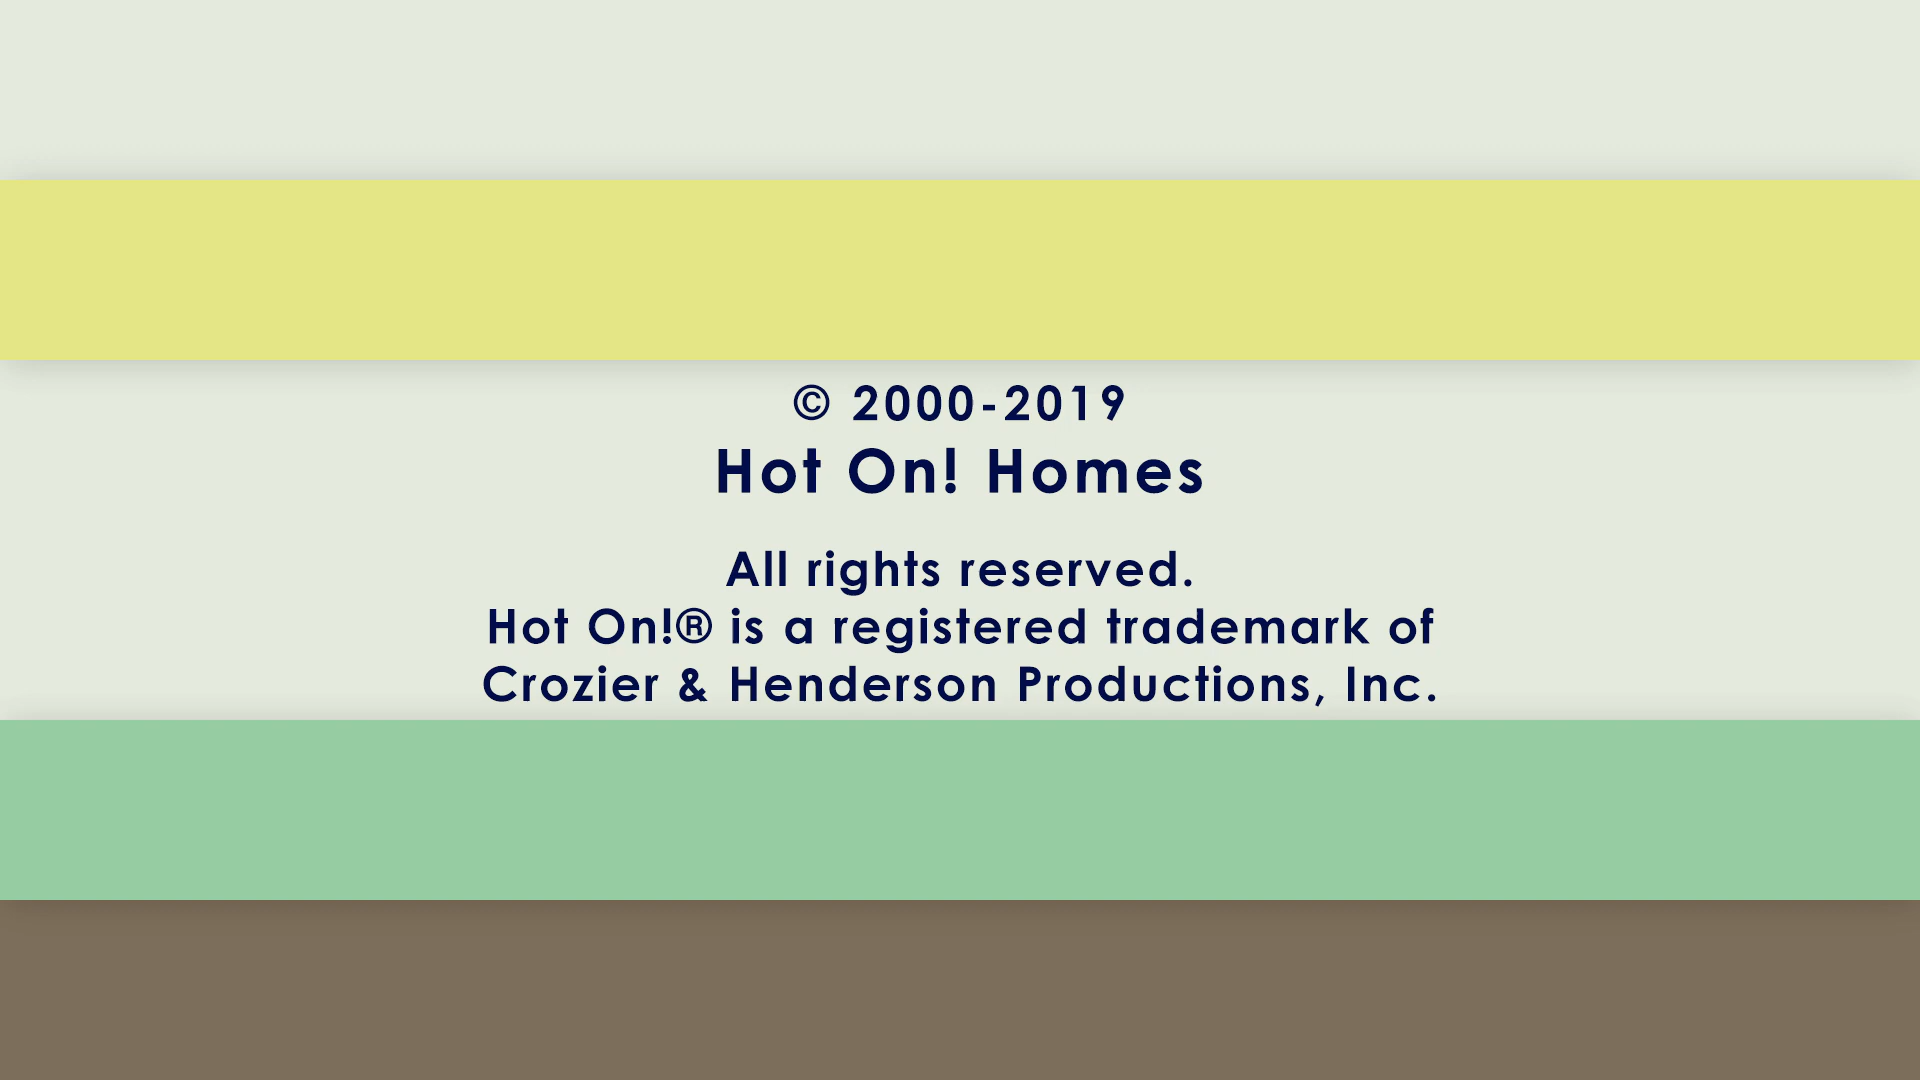 © 2000-2019
Hot On! Homes
All rights reserved.
Hot On!® is a registered trademark of
Crozier & Henderson Productions, Inc.